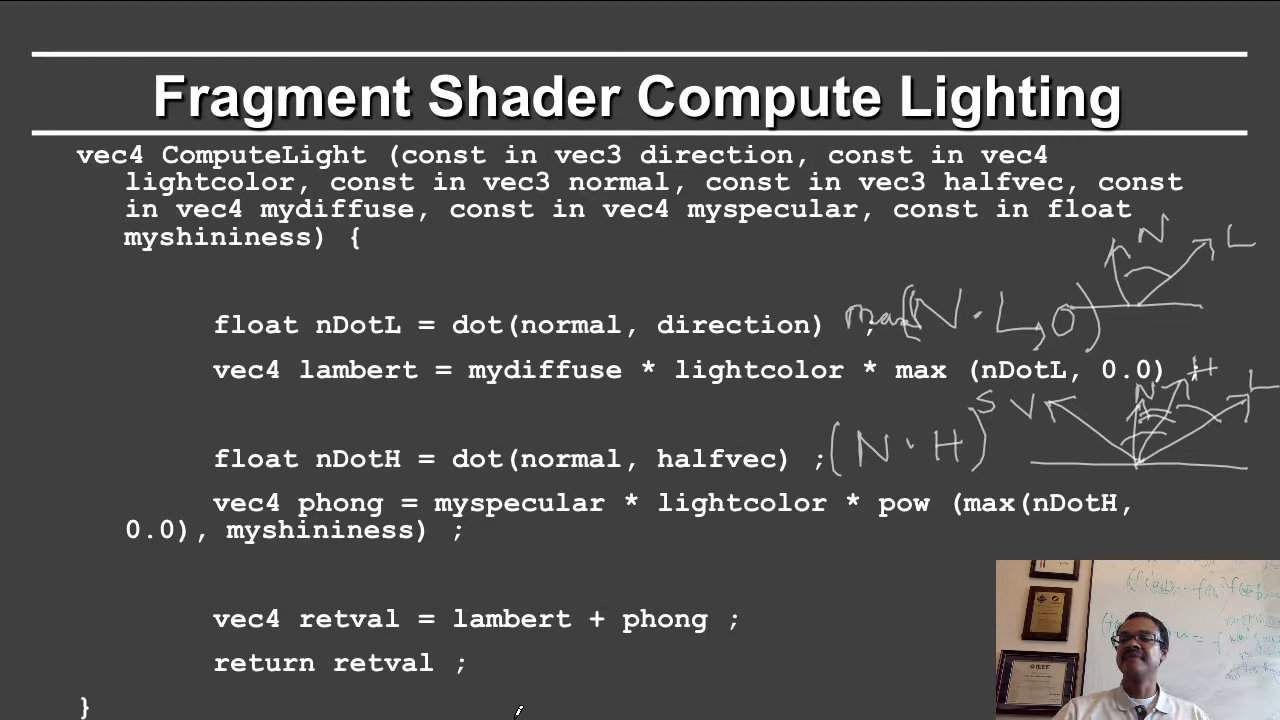 Fragment Shader Compute Lighting
vec4 ComputeLight (const in vec3 direction, const in vec4
lightcolor, const in vec3 normal, const in vec3 halfvec, const
in vec4 mydiffuse, const in vec4 myspecular, const in float
myshininess) {
N L
float nDotL = dot(normal, direction) ; max(N · L, 0)
vec4 lambert = mydiffuse * lightcolor * max (nDotL, 0.0)
V N H L
float nDotH = dot(normal, halfvec) ; (N · H)^S
vec4 phong = myspecular * lightcolor * pow (max(nDotH,
0.0), myshininess) ;
vec4 retval = lambert + phong ;
return retval ;
}
IEEE